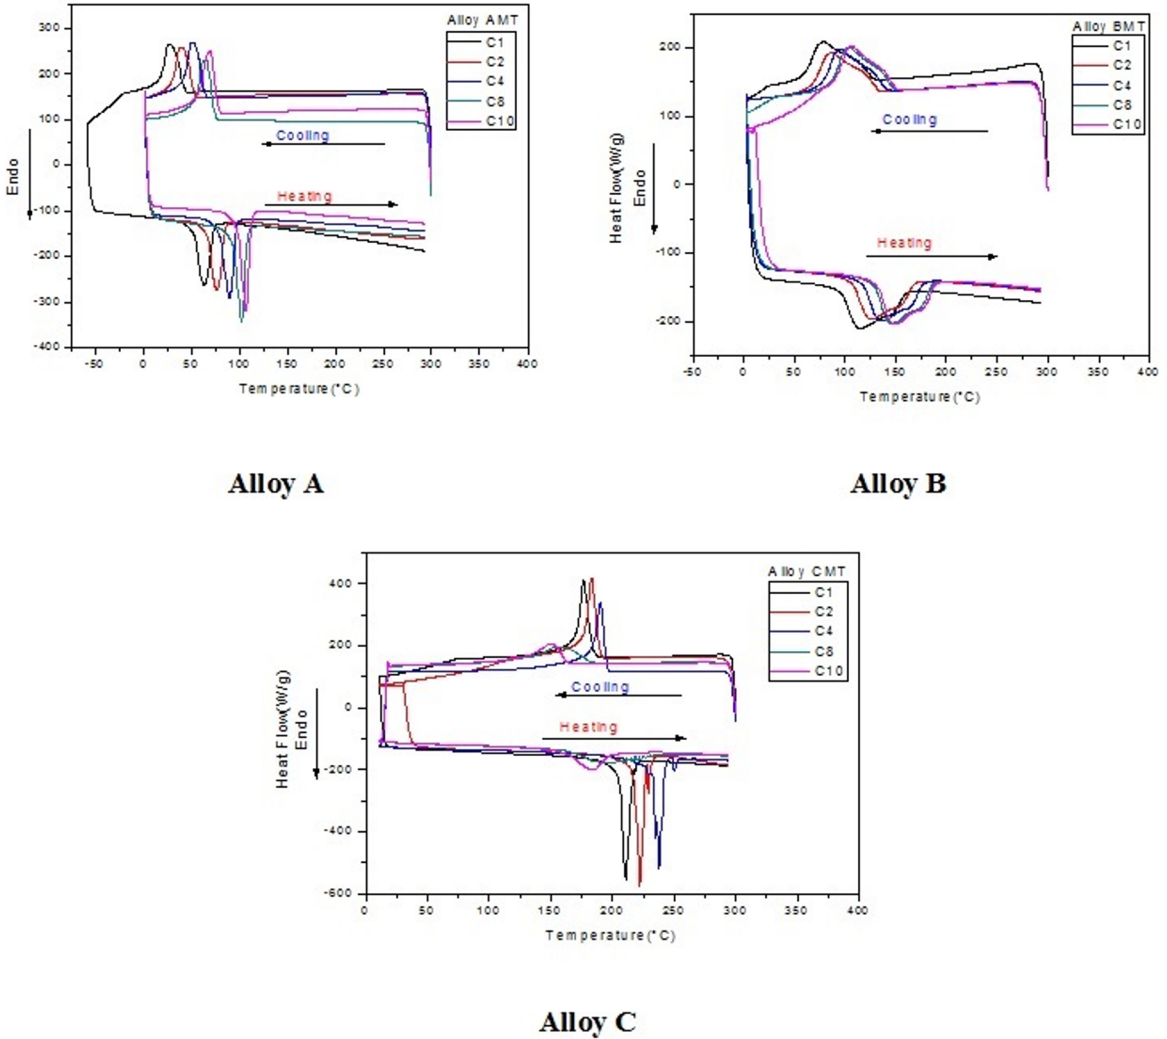 Alloy AMT
C1
C2
C4
C8
C10
300
200
100
0
-100
-200
-300
-400
Endo
Cooling
Heating
-50 0 50 100 150 200 250 300 350 400
Temperature(°C)
Alloy A
Alloy BMT
C1
C2
C4
C8
C10
200
100
0
-100
-200
Heat Flow(W/g)
Endo
Cooling
Heating
-50 0 50 100 150 200 250 300 350 400
Temperature(°C)
Alloy B
Alloy CMT
C1
C2
C4
C8
C10
400
200
0
-200
-400
-600
Heat Flow(W/g)
Endo
Cooling
Heating
0 50 100 150 200 250 300 350 400
Temperature(°C)
Alloy C